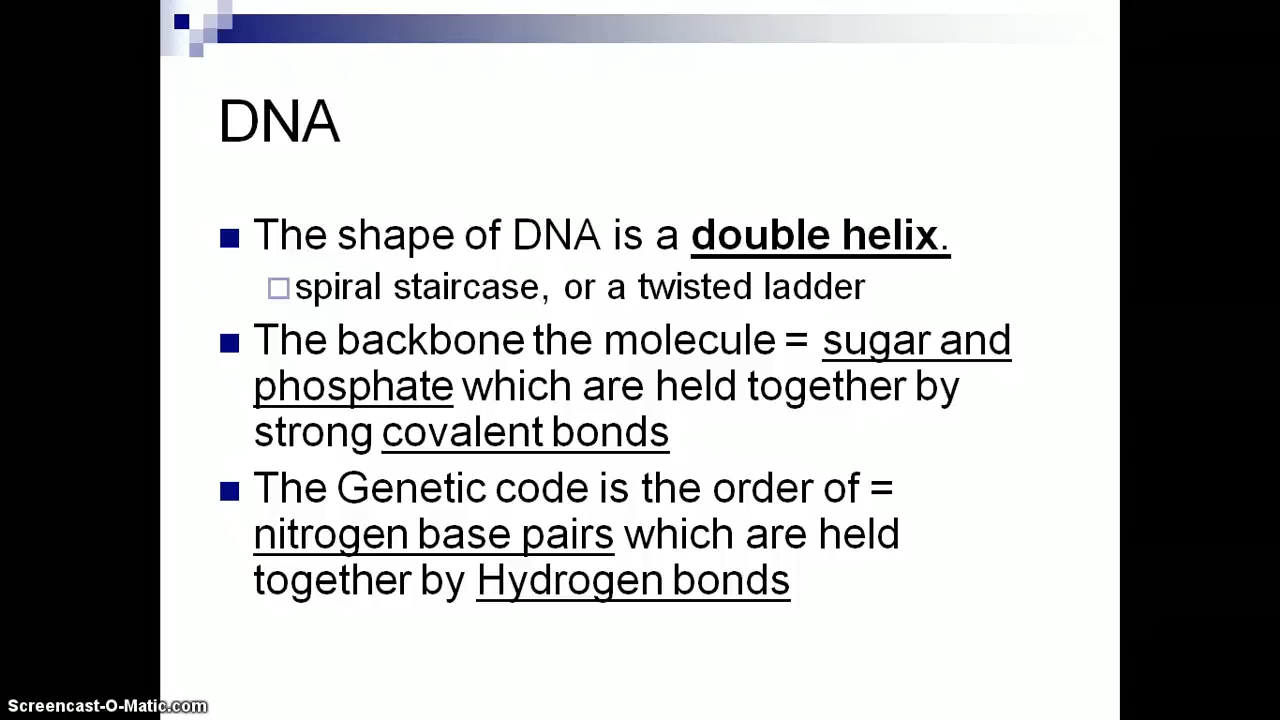 DNA
The shape of DNA is a double helix.
spiral staircase, or a twisted ladder
The backbone the molecule = sugar and
phosphate which are held together by
strong covalent bonds
The Genetic code is the order of =
nitrogen base pairs which are held
together by Hydrogen bonds
Screencast-O-Matic.com